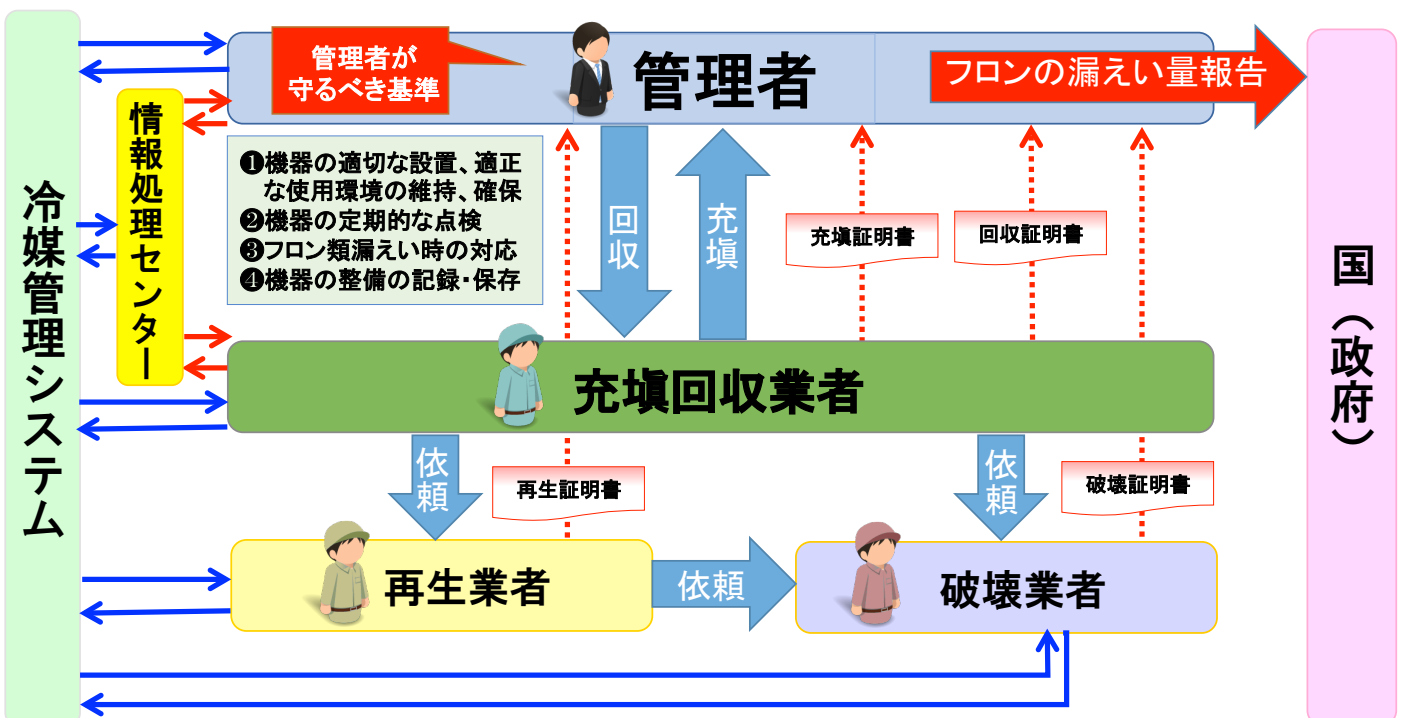 管理者が
守るべき基準
管理者
フロンの漏えい量報告
情報処理センター
❶機器の適切な設置、適正
な使用環境の維持、確保
❷機器の定期的な点検
❸フロン類漏えい時の対応
❹機器の整備の記録・保存
回収
充塡
充塡証明書
回収証明書
冷媒管理システム
国（政府）
充塡回収業者
依頼
再生証明書
依頼
破壊証明書
再生業者
依頼
破壊業者